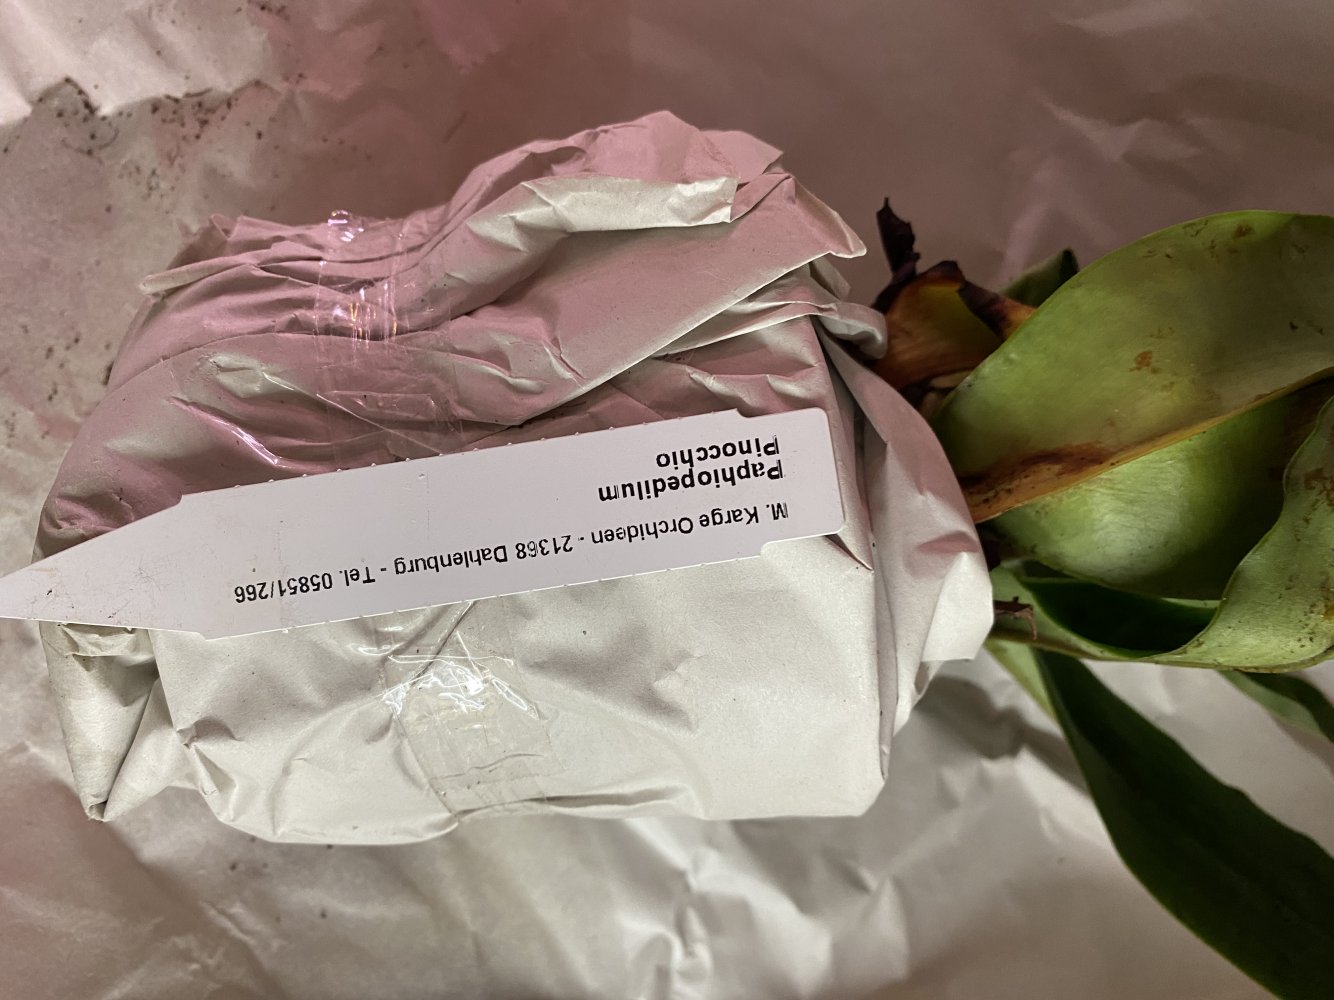 M. Karge Orchideen - 21368 Dahlenburg - Tel. 05851/266
Paphiopedilum
Pinocchio